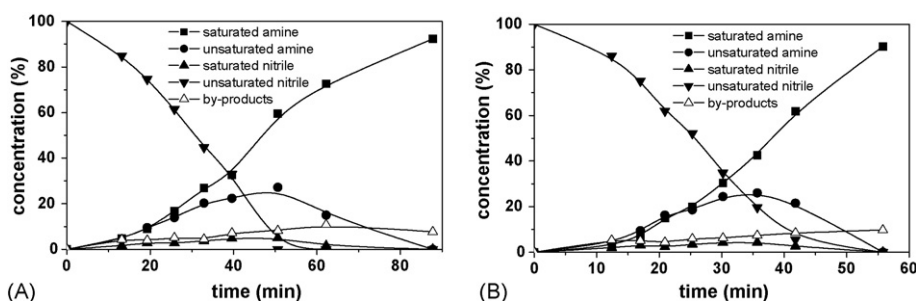 100
80
60
40
20
0
concentration (%)
saturated amine
unsaturated amine
saturated nitrile
unsaturated nitrile
by-products
0 20 40 60 80
time (min)
(A)
100
80
60
40
20
0
concentration (%)
saturated amine
unsaturated amine
saturated nitrile
unsaturated nitrile
by-products
0 10 20 30 40 50 60
time (min)
(B)